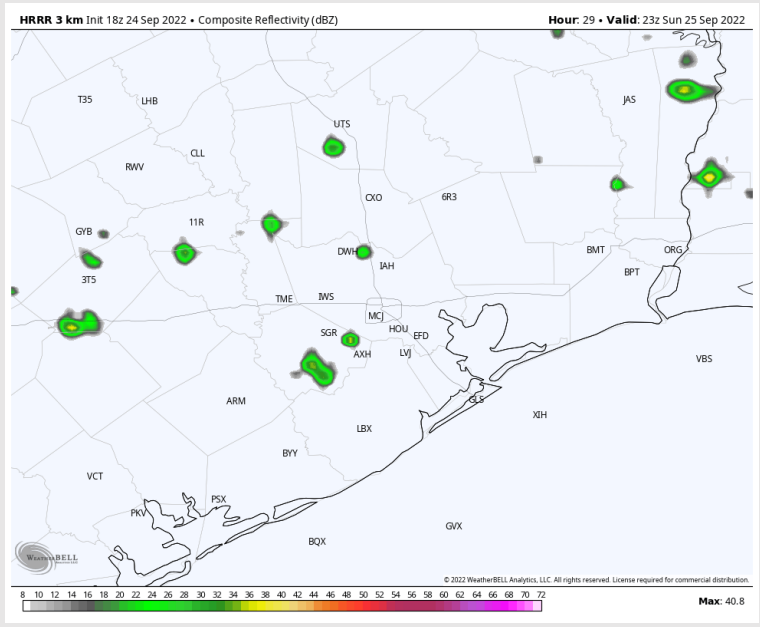 HRRR 3 km Init 18z 24 Sep 2022 • Composite Reflectivity (dBZ) Hour: 29 • Valid: 23z Sun 25 Sep 2022
T35 LHB JAS
UTS
CLL
RWV
CXO 6R3
11R
GYB
DWH BMT ORG
IAH
BPT
3T5
TME IWS
MCJ
SGR HOU EFD
AXH LVJ VBS
ARM GLS
XIH
LBX
BYY
VCT
PSX
PKV
GVX
BQX
WeatherBELL
© 2022 WeatherBELL Analytics, LLC. All rights reserved. License required for commercial distribution.
8 10 12 14 16 18 20 22 24 26 28 30 32 34 36 38 40 42 44 46 48 50 52 54 56 58 60 62 64 66 68 70 72 Max: 40.8